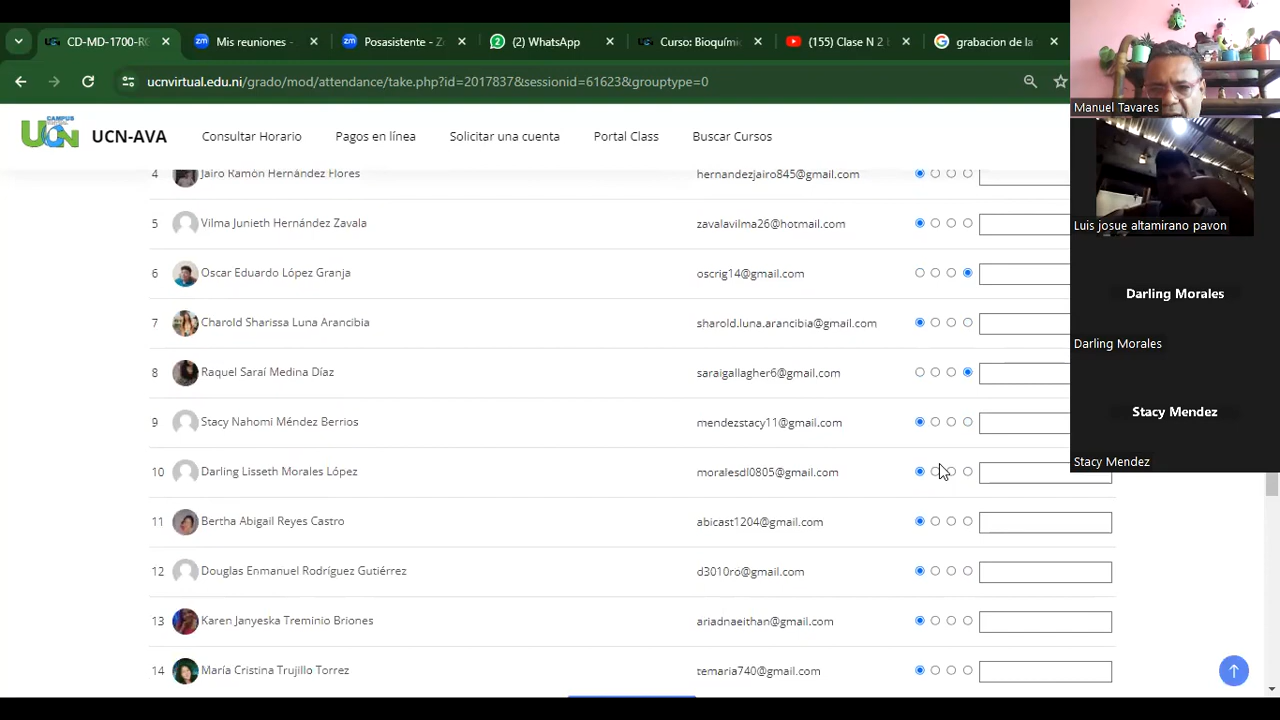 CD-MD-1700-RO
Mis reuniones -
Posasistente - Ze
(2) WhatsApp
Curso: Bioquími
(155) Clase N 2 b
grabacion de la
ucnvirtual.edu.ni/grado/mod/attendance/take.php?id=2017837&sessionid=61623&grouptype=0
Manuel Tavares
CAMPUS
UCN
UCN-AVA
Consultar Horario
Pagos en línea
Solicitar una cuenta
Portal Class
Buscar Cursos
4 Jairo Ramón Hernández Flores hernandezjairo845@gmail.com
5 Vilma Junieth Hernández Zavala zavalavilma26@hotmail.com
Luis josue altamirano pavon
6 Oscar Eduardo López Granja oscrig14@gmail.com
Darling Morales
7 Charold Sharissa Luna Arancibia sharold.luna.arancibia@gmail.com
Darling Morales
8 Raquel Saraí Medina Díaz saraigallagher6@gmail.com
Stacy Mendez
9 Stacy Nahomí Méndez Berrios mendezstacy11@gmail.com
Stacy Mendez
10 Darling Lisseth Morales López moralesdl0805@gmail.com
11 Bertha Abigail Reyes Castro abicast1204@gmail.com
12 Douglas Enmanuel Rodríguez Gutiérrez d3010ro@gmail.com
13 Karen Janyeska Treminio Briones ariadnaeithan@gmail.com
14 María Cristina Trujillo Torrez temaria740@gmail.com